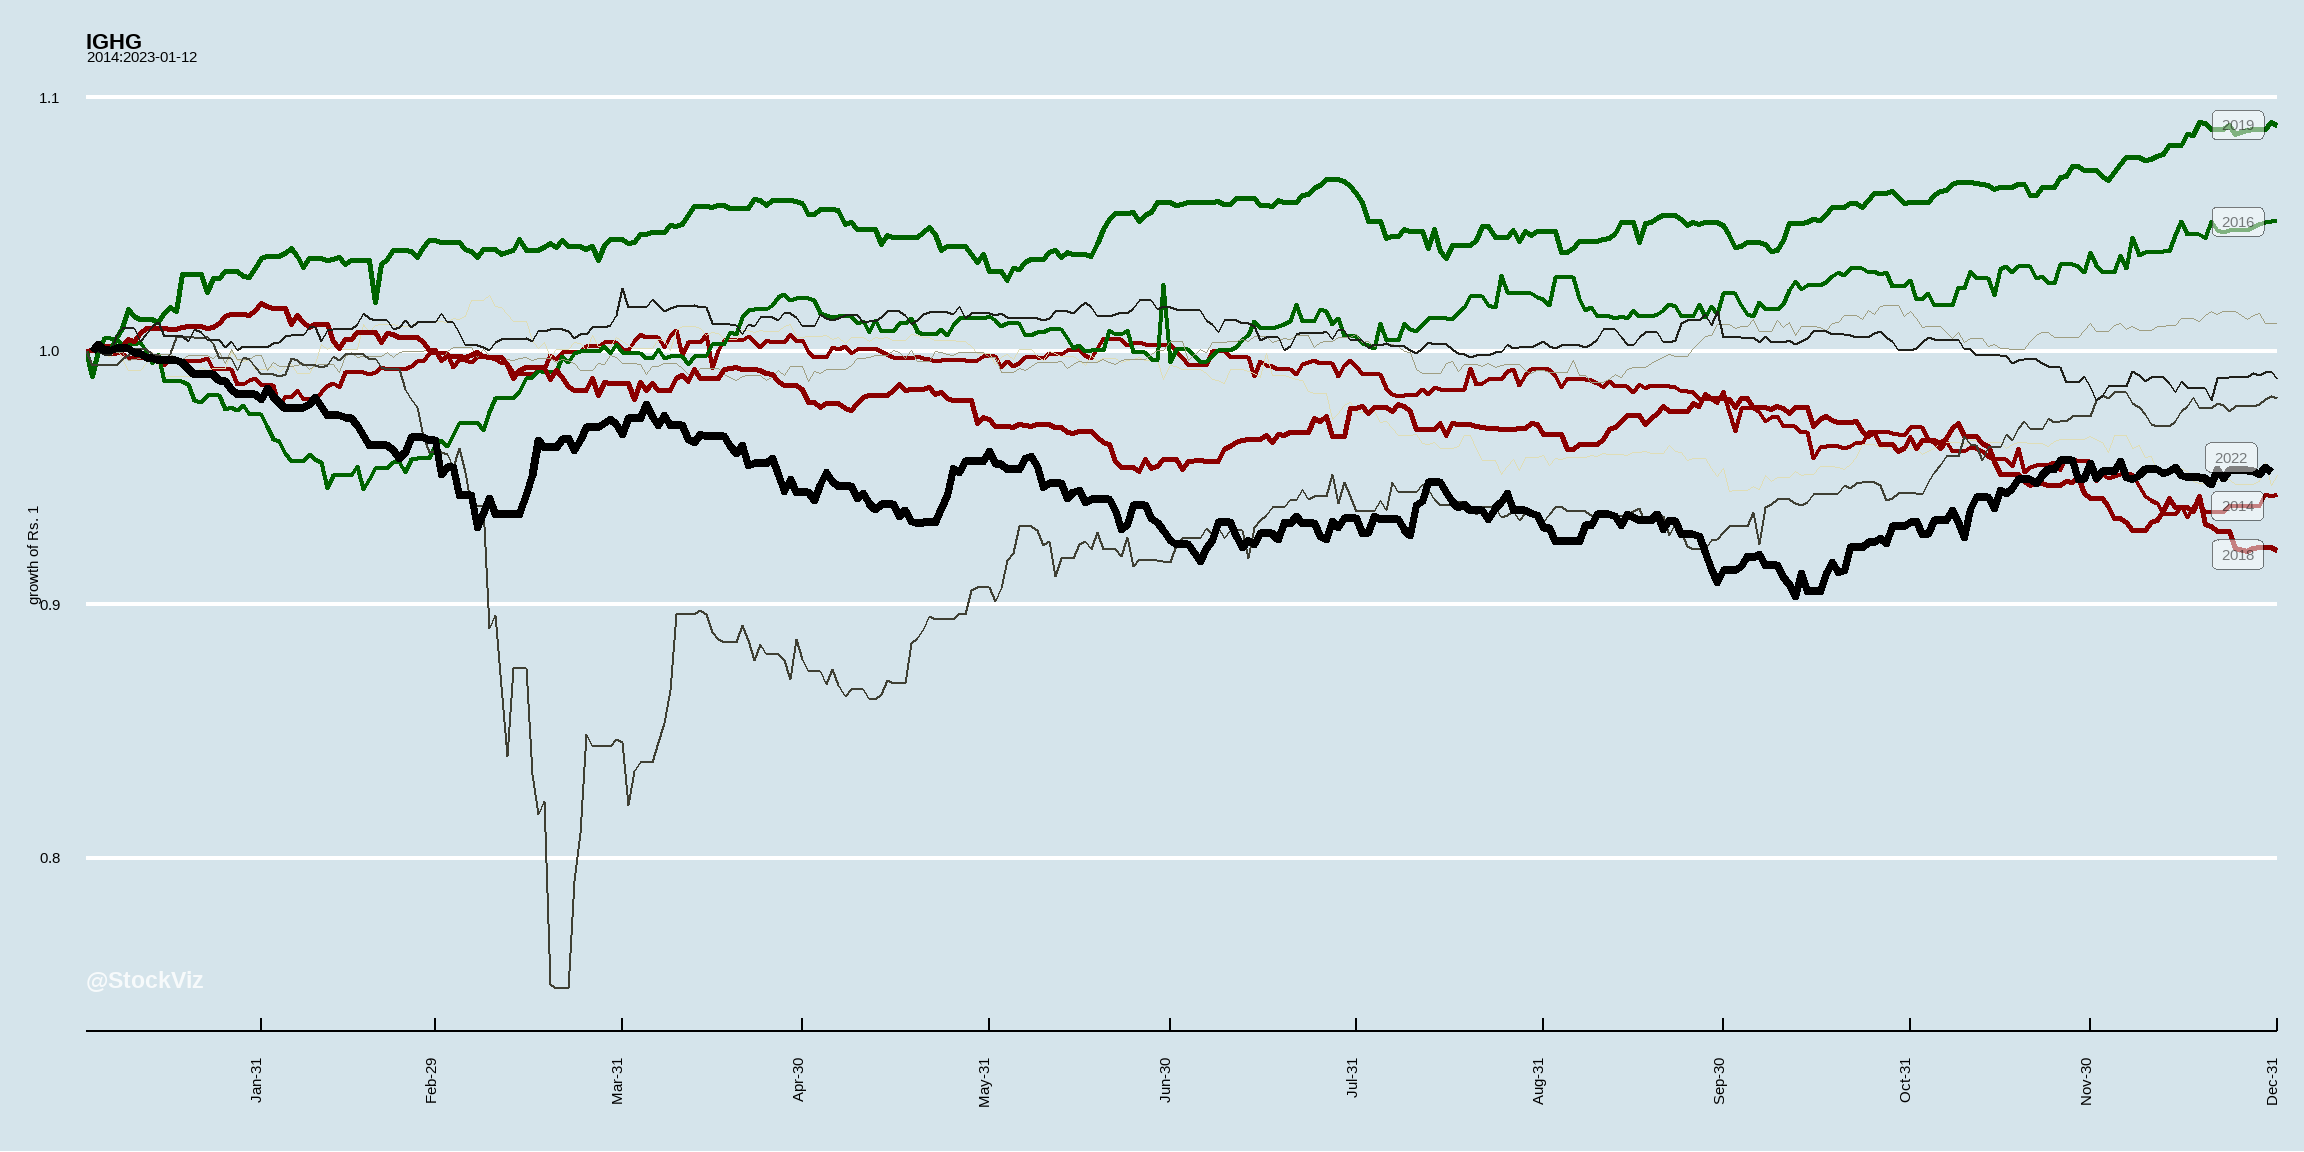 IGHG
2014:2023-01-12
1.1
1.0
0.9
0.8
growth of Rs. 1
2019
2016
2022
2014
2018
@StockViz
Jan-31
Feb-29
Mar-31
Apr-30
May-31
Jun-30
Jul-31
Aug-31
Sep-30
Oct-31
Nov-30
Dec-31